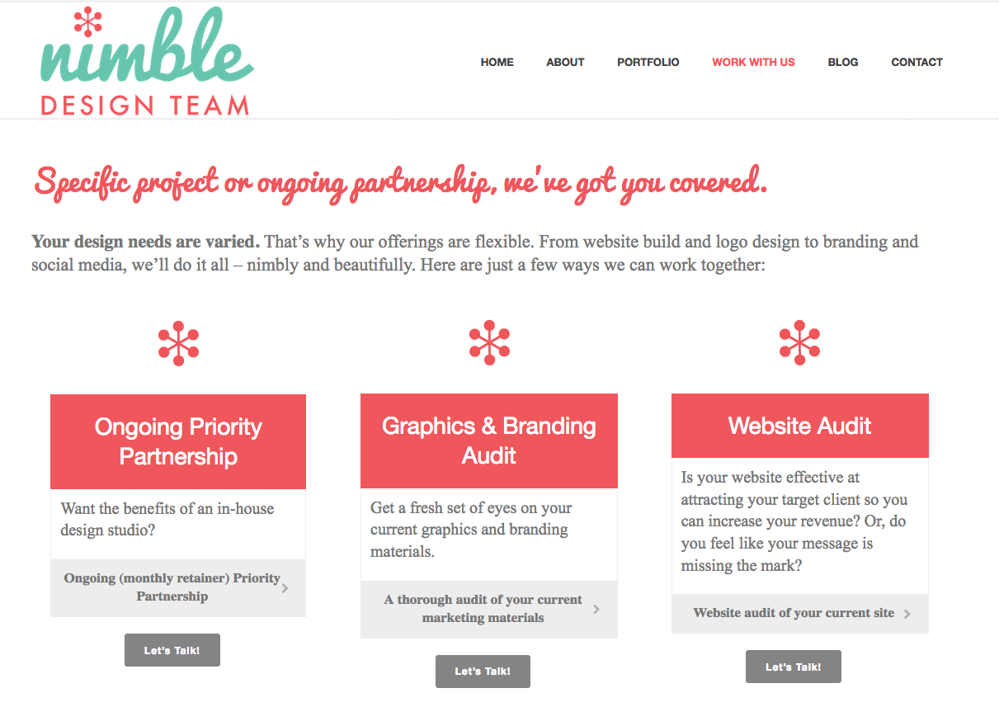 nimble
DESIGN TEAM
HOME ABOUT PORTFOLIO WORK WITH US BLOG CONTACT
Specific project or ongoing partnership, we've got you covered.
Your design needs are varied. That’s why our offerings are flexible. From website build and logo design to branding and
social media, we’ll do it all – nimbly and beautifully. Here are just a few ways we can work together:
Ongoing Priority
Partnership
Want the benefits of an in-house
design studio?
Ongoing (monthly retainer) Priority
Partnership
Let's Talk!
Graphics & Branding
Audit
Get a fresh set of eyes on your
current graphics and branding
materials.
A thorough audit of your current
marketing materials
Let's Talk!
Website Audit
Is your website effective at
attracting your target client so you
can increase your revenue? Or, do
you feel like your message is
missing the mark?
Website audit of your current site
Let's Talk!